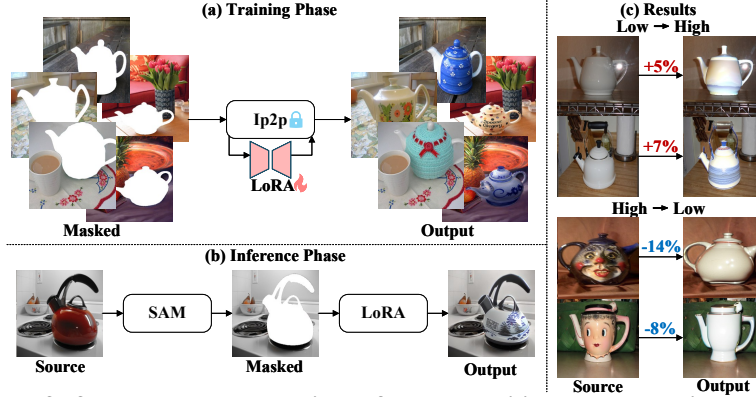 (a) Training Phase
Ip2p
LoRA
Masked
Output
(b) Inference Phase
SAM
LoRA
Source
Masked
Output
(c) Results
Low → High
+5%
+7%
High → Low
-14%
-8%
Source
Output